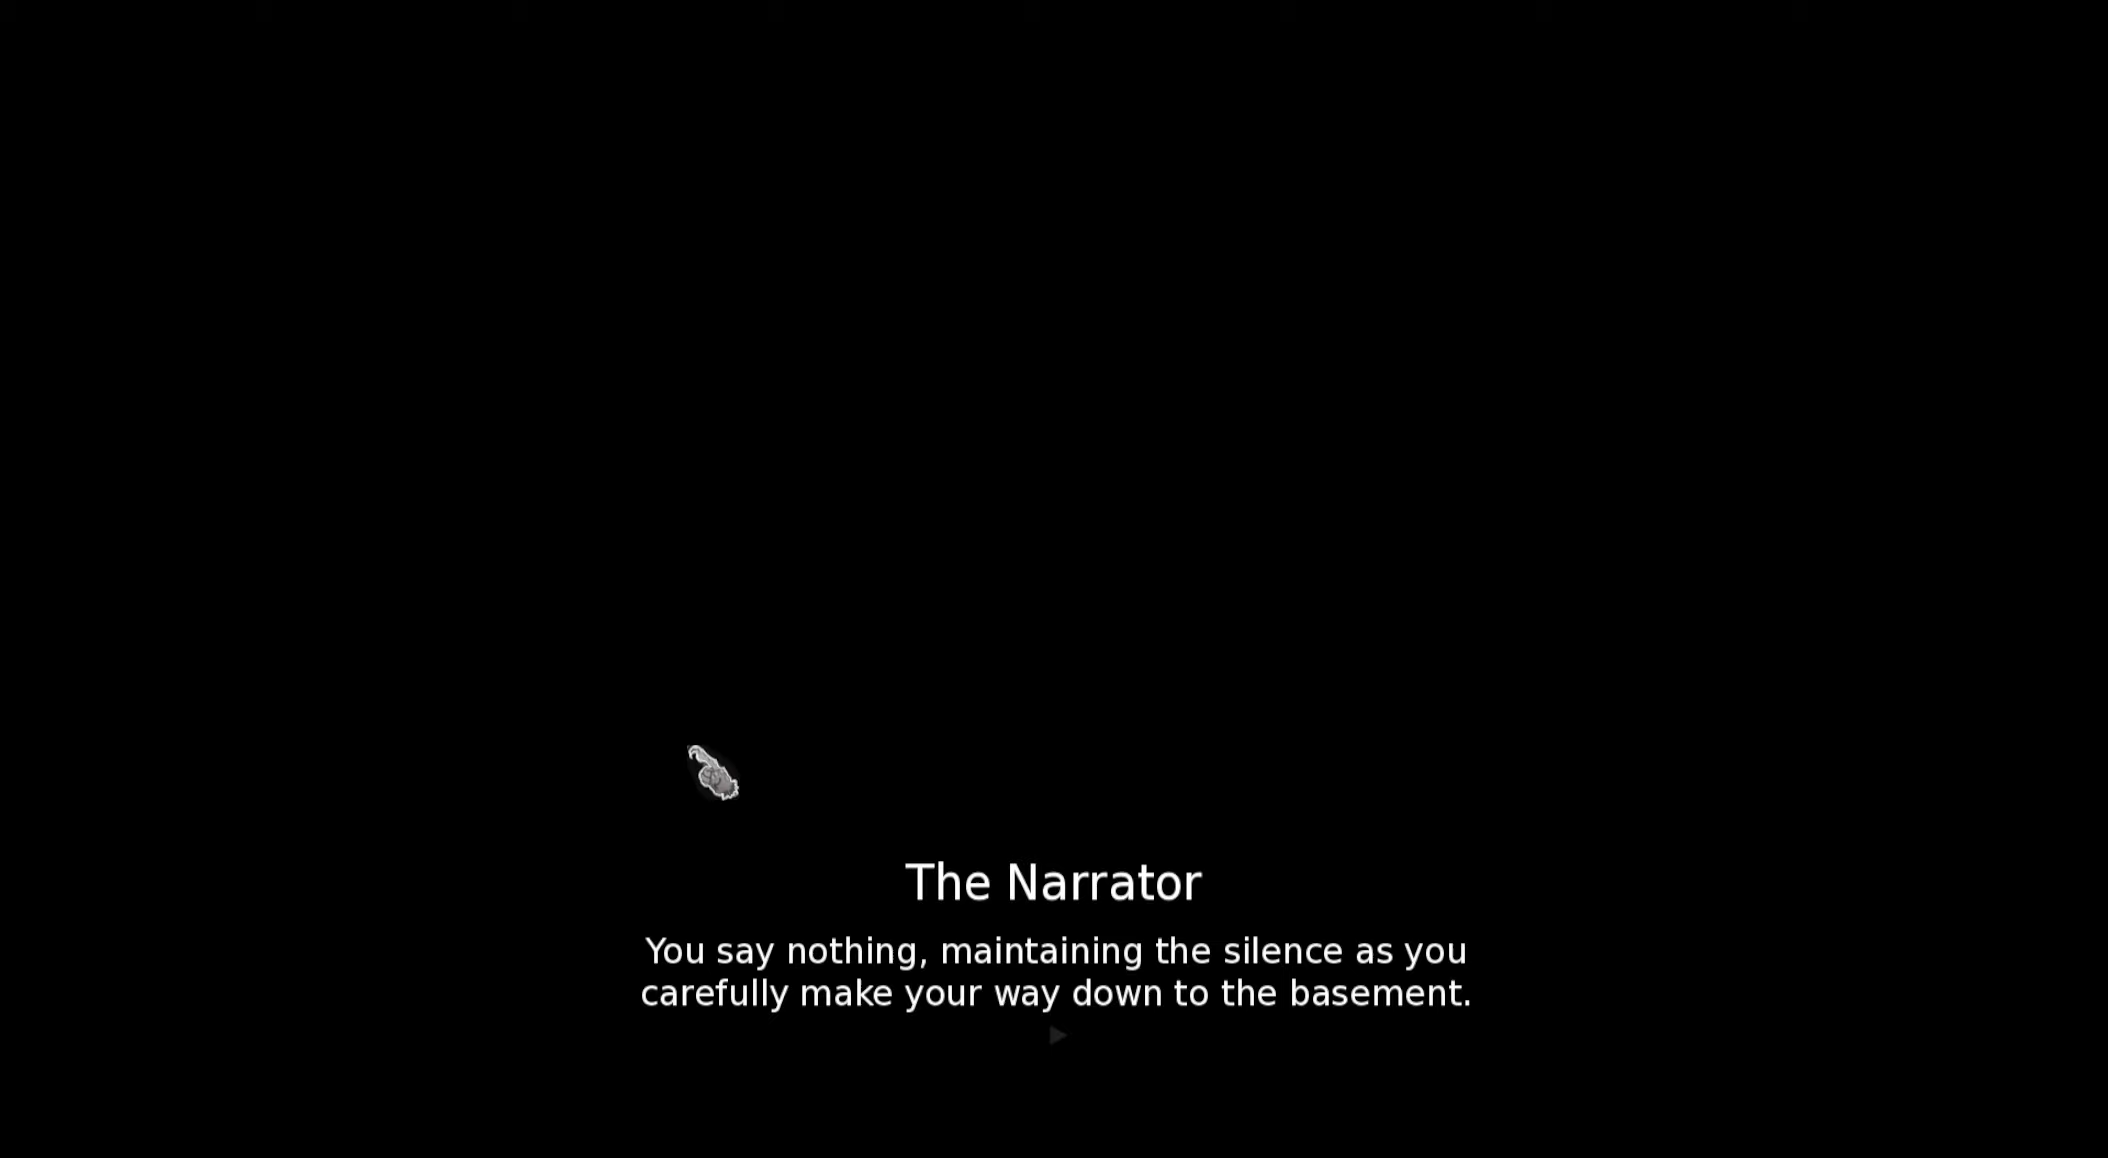 The Narrator
You say nothing, maintaining the silence as you
carefully make your way down to the basement.